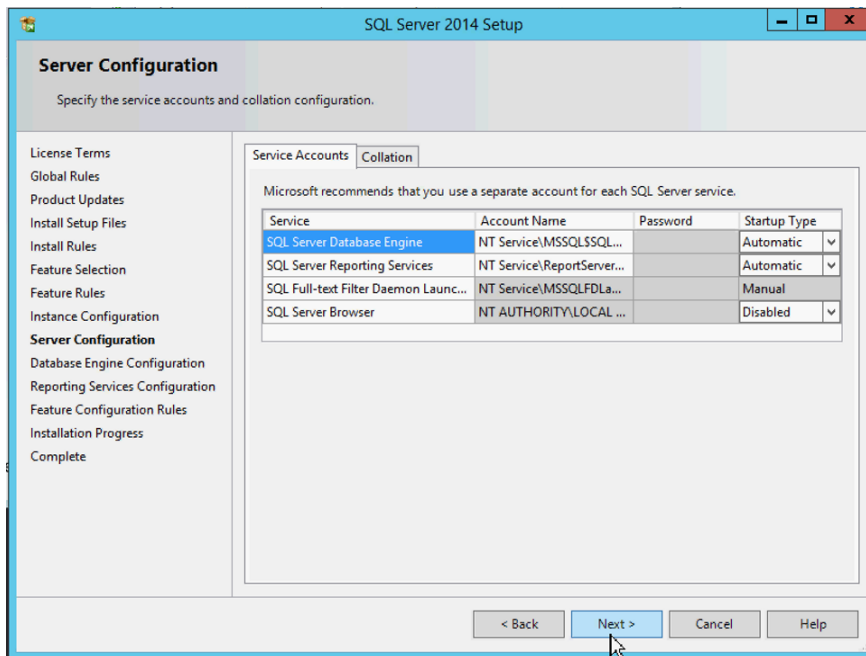 SQL Server 2014 Setup
Server Configuration
Specify the service accounts and collation configuration.
License Terms
Global Rules
Product Updates
Install Setup Files
Install Rules
Feature Selection
Feature Rules
Instance Configuration
Server Configuration
Database Engine Configuration
Reporting Services Configuration
Feature Configuration Rules
Installation Progress
Complete
Service Accounts Collation
Microsoft recommends that you use a separate account for each SQL Server service.
Service Account Name Password Startup Type
SQL Server Database Engine NT Service\MSSQL$SQL... Automatic
SQL Server Reporting Services NT Service\ReportServer... Automatic
SQL Full-text Filter Daemon Launc... NT Service\MSSQLFDLa... Manual
SQL Server Browser NT AUTHORITY\LOCAL ... Disabled
< Back Next > Cancel Help